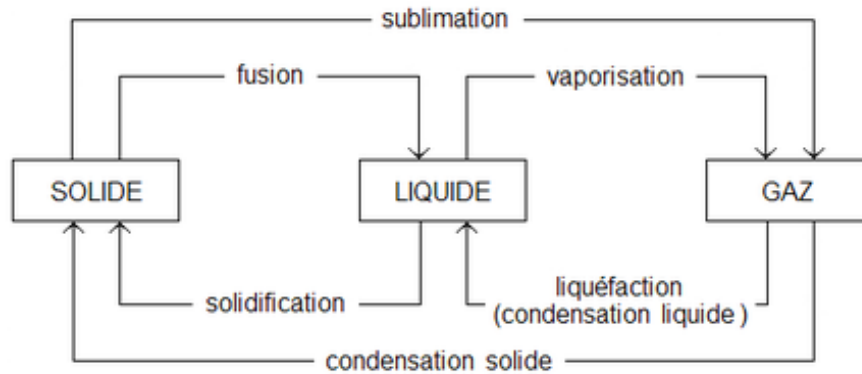 sublimation
fusion
vaporisation
SOLIDE
LIQUIDE
GAZ
solidification
liquéfaction
(condensation liquide)
condensation solide